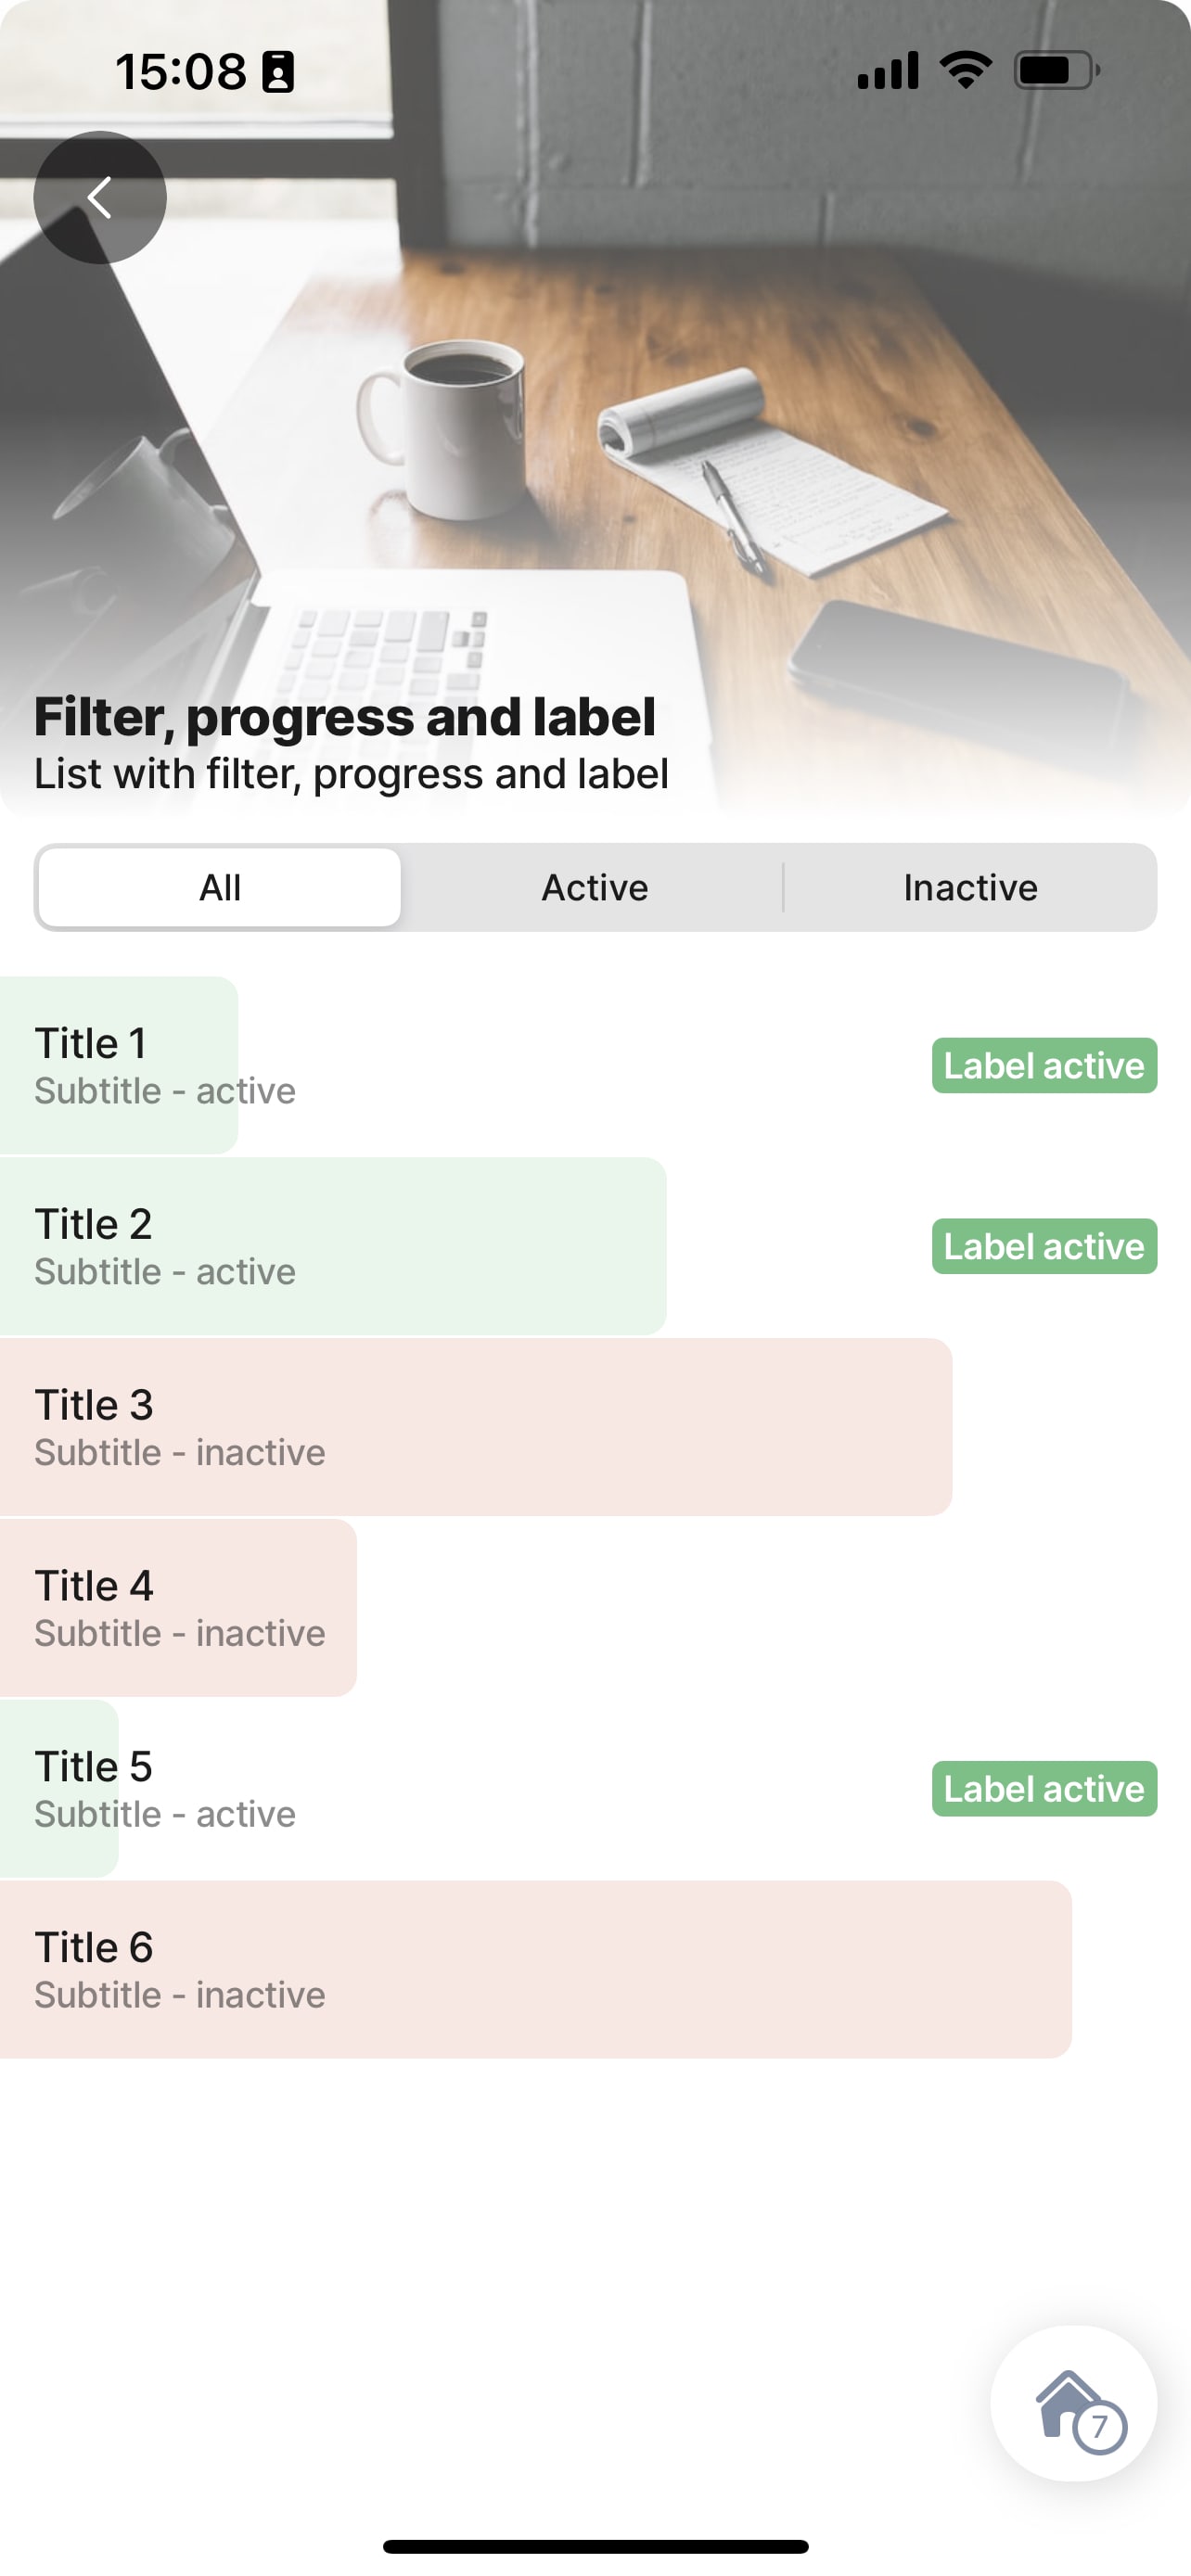 15:08
Filter, progress and label
List with filter, progress and label
All Active Inactive
Title 1
Subtitle - active
Label active
Title 2
Subtitle - active
Label active
Title 3
Subtitle - inactive
Title 4
Subtitle - inactive
Title 5
Subtitle - active
Label active
Title 6
Subtitle - inactive
7